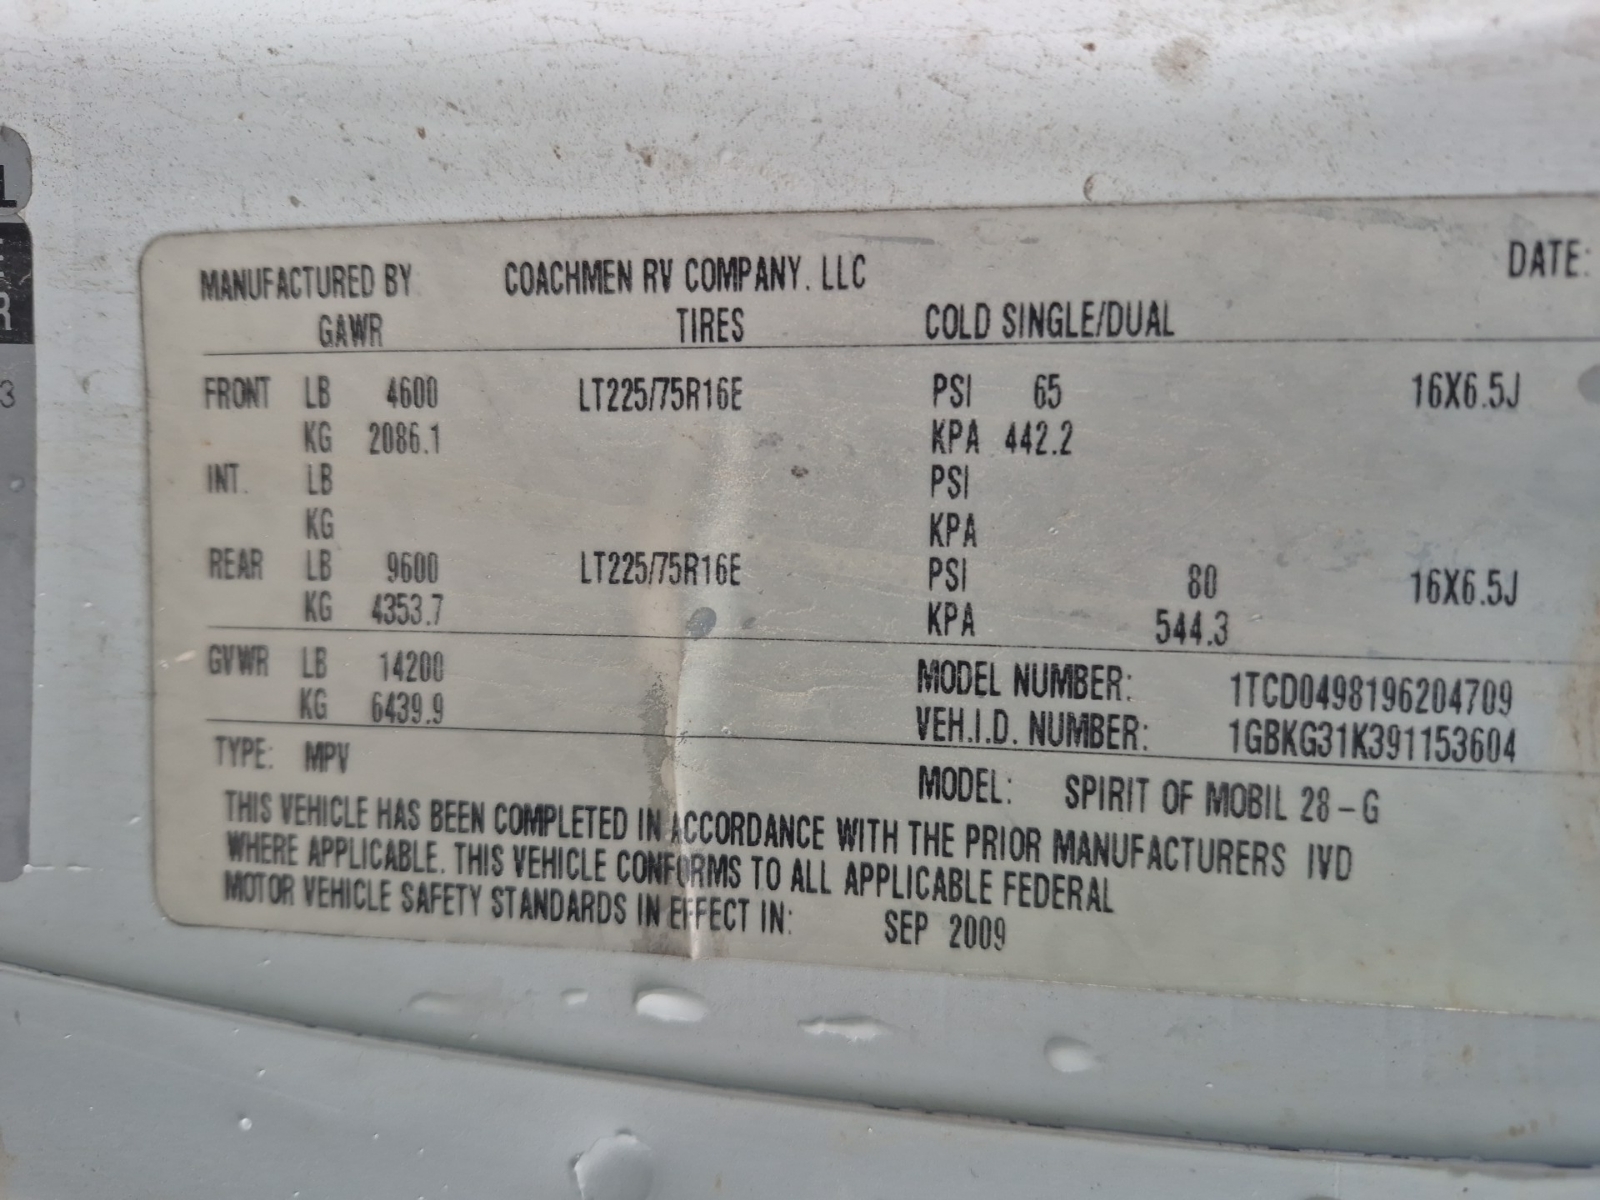 MANUFACTURED BY COACHMEN RV COMPANY. LLC DATE:
GAWR TIRES COLD SINGLE/DUAL
FRONT LB 4600 LT225/75R16E PSI 65 16X6.5J
KG 2086.1 KPA 442.2
INT. LB PSI
KG KPA
REAR LB 9600 LT225/75R16E PSI 80 16X6.5J
KG 4353.7 KPA 544.3
GVWR LB 14200 MODEL NUMBER: 1TCD0498196204709
KG 6439.9 VEH.I.D. NUMBER: 1GBKG31K391153604
TYPE: MPV MODEL: SPIRIT OF MOBIL 28-G
THIS VEHICLE HAS BEEN COMPLETED IN ACCORDANCE WITH THE PRIOR MANUFACTURERS IVD
WHERE APPLICABLE. THIS VEHICLE CONFORMS TO ALL APPLICABLE FEDERAL
MOTOR VEHICLE SAFETY STANDARDS IN EFFECT IN: SEP 2009